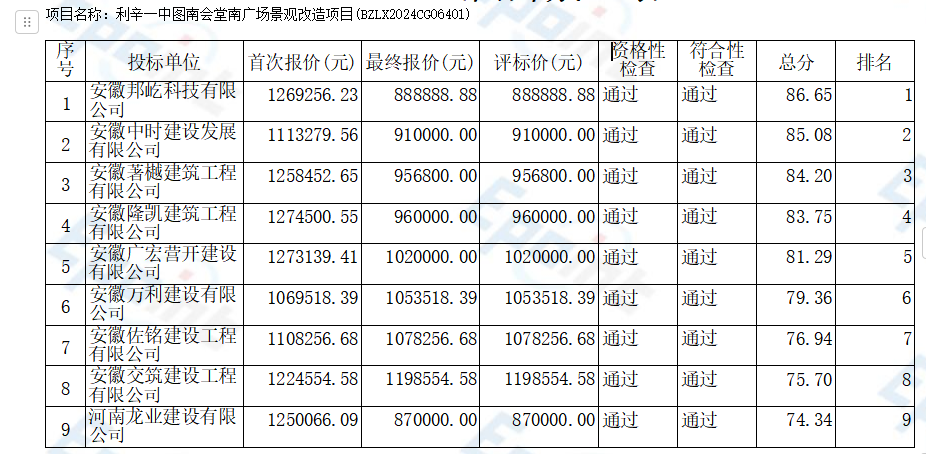 项目名称：利辛一中图南会堂南广场景观改造项目(BZLX2024CG06401)
序号 投标单位 首次报价(元) 最终报价(元) 评标价(元) 资格性检查 符合性检查 总分 排名
1 安徽邦屹科技有限公司 1269256.23 888888.88 888888.88 通过 通过 86.65 1
2 安徽中时建设发展有限公司 1113279.56 910000.00 910000.00 通过 通过 85.08 2
3 安徽著樾建筑工程有限公司 1258452.65 956800.00 956800.00 通过 通过 84.20 3
4 安徽隆凯建筑工程有限公司 1274500.55 960000.00 960000.00 通过 通过 83.75 4
5 安徽广宏营开建设有限公司 1273139.41 1020000.00 1020000.00 通过 通过 81.29 5
6 安徽万利建设有限公司 1069518.39 1053518.39 1053518.39 通过 通过 79.36 6
7 安徽佐铭建设工程有限公司 1108256.68 1078256.68 1078256.68 通过 通过 76.94 7
8 安徽交筑建设工程有限公司 1224554.58 1198554.58 1198554.58 通过 通过 75.70 8
9 河南龙业建设有限公司 1250066.09 870000.00 870000.00 通过 通过 74.34 9